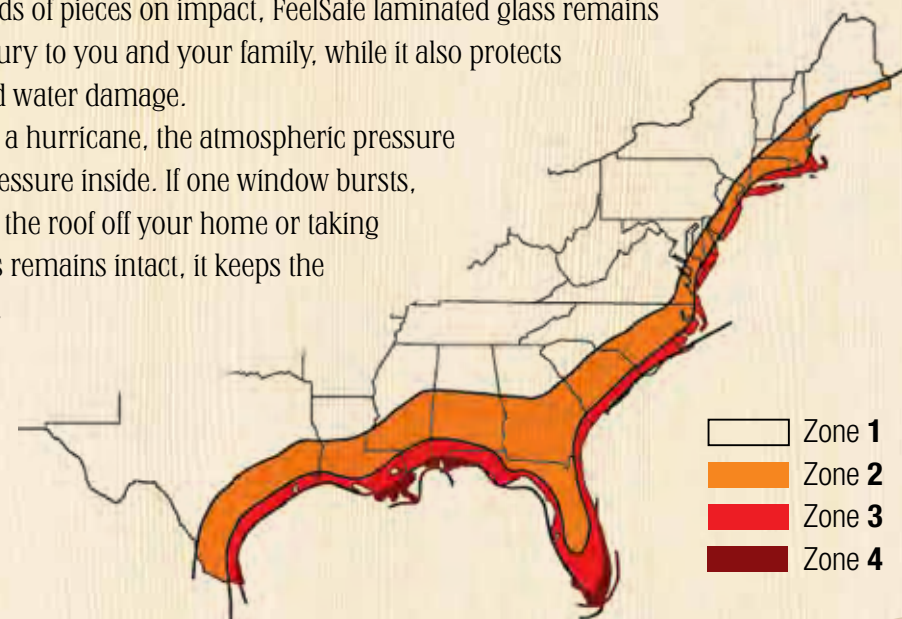 ds of pieces on impact, FeelSafe laminated glass remains
ury to you and your family, while it also protects
d water damage.
a hurricane, the atmospheric pressure
essure inside. If one window bursts,
the roof off your home or taking
s remains intact, it keeps the
Zone 1
Zone 2
Zone 3
Zone 4